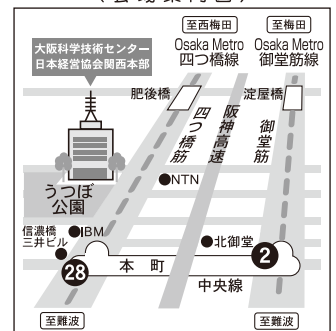 （会場案内図）
至西梅田
至梅田
Osaka Metro
四つ橋線
Osaka Metro
御堂筋線
大阪科学技術センター
日本経営協会関西本部
肥後橋
淀屋橋
四つ橋筋
阪神高速
御堂筋
うつぼ
公園
NTN
信濃橋
三井ビル
IBM
北御堂
2
28
本町
中央線
至難波
至難波